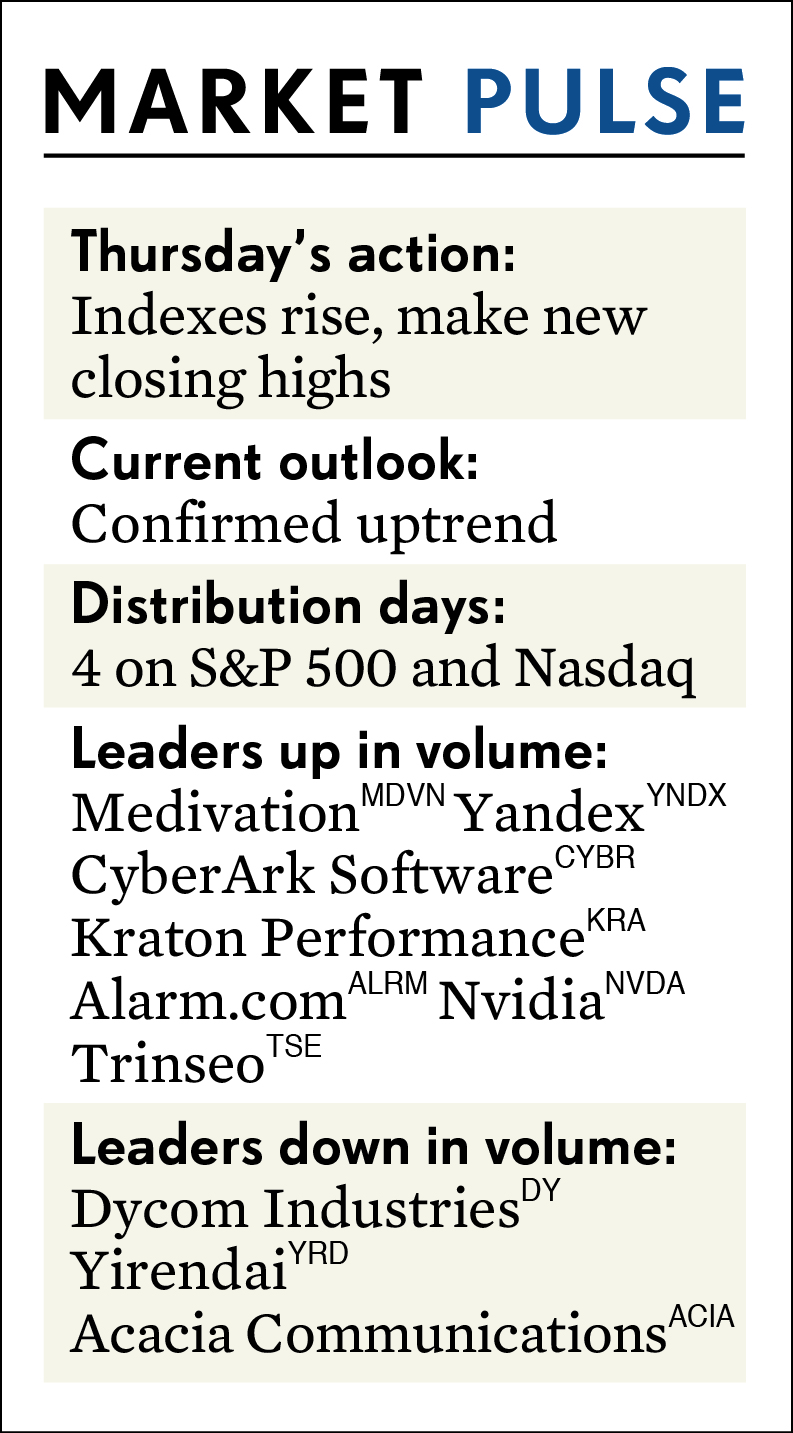 MARKET PULSE
Thursday’s action:
Indexes rise, make new
closing highs
Current outlook:
Confirmed uptrend
Distribution days:
4 on S&P 500 and Nasdaq
Leaders up in volume:
Medivation MDVN Yandex YNDX
CyberArk Software CYBR
Kraton Performance KRA
Alarm.com ALRM Nvidia NVDA
Trinseo TSE
Leaders down in volume:
Dycom Industries DY
Yirendai YRD
Acacia Communications ACIA